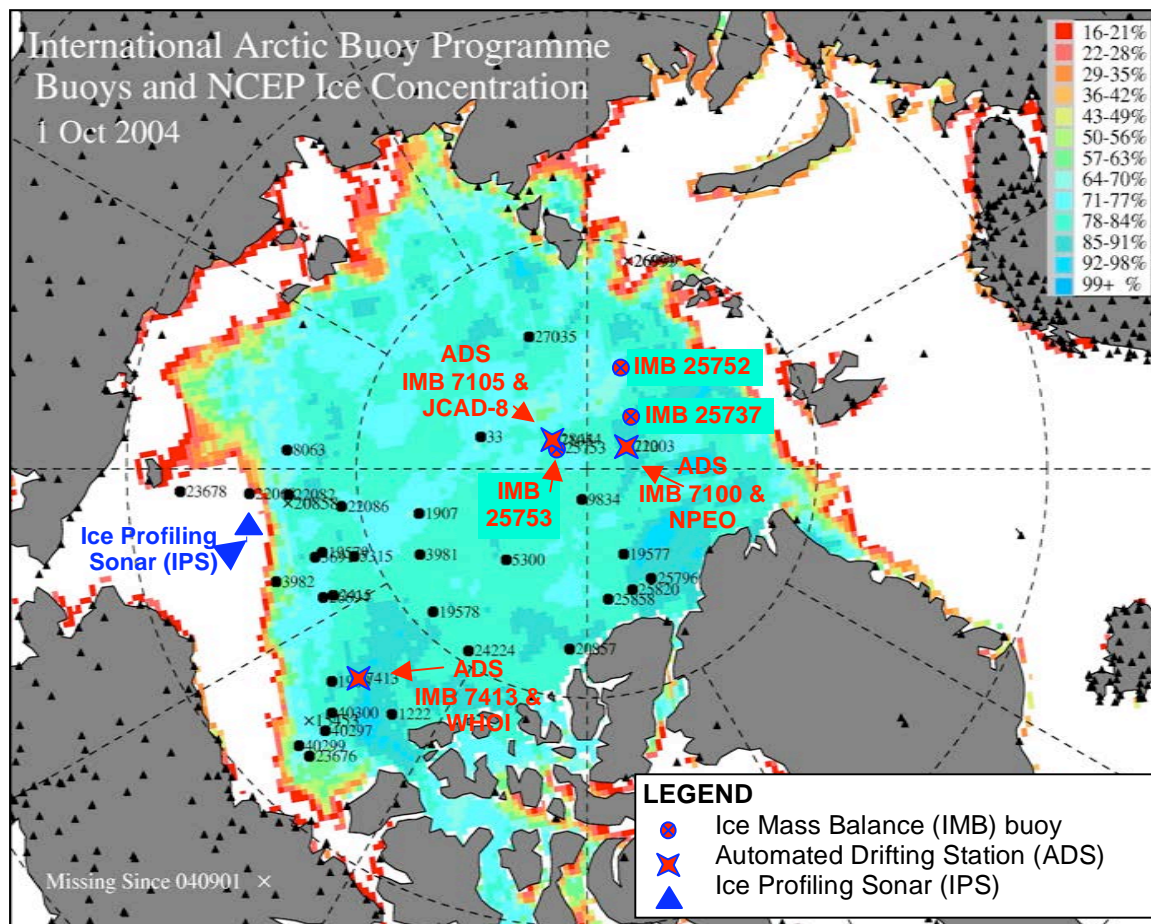 International Arctic Buoy Programme
Buoys and NCEP Ice Concentration
1 Oct 2004
16-21%
22-28%
29-35%
36-42%
43-49%
50-56%
57-63%
64-70%
71-77%
78-84%
85-91%
92-98%
99+ %
27035
ADS
IMB 7105 &
JCAD-8
IMB 25752
IMB 25737
33
25753
8063
ADS
IMB 7100 &
NPEO
IMB
25753
9834
23678
22082
20858
22086
1907
Ice Profiling
Sonar (IPS)
3981
5300
19577
3982
25796
25820
25858
19578
24224
20857
7413
ADS
IMB 7413 &
WHOI
40300
1222
40297
40299
23676
LEGEND
Ice Mass Balance (IMB) buoy
Automated Drifting Station (ADS)
Ice Profiling Sonar (IPS)
Missing Since 040901 ×